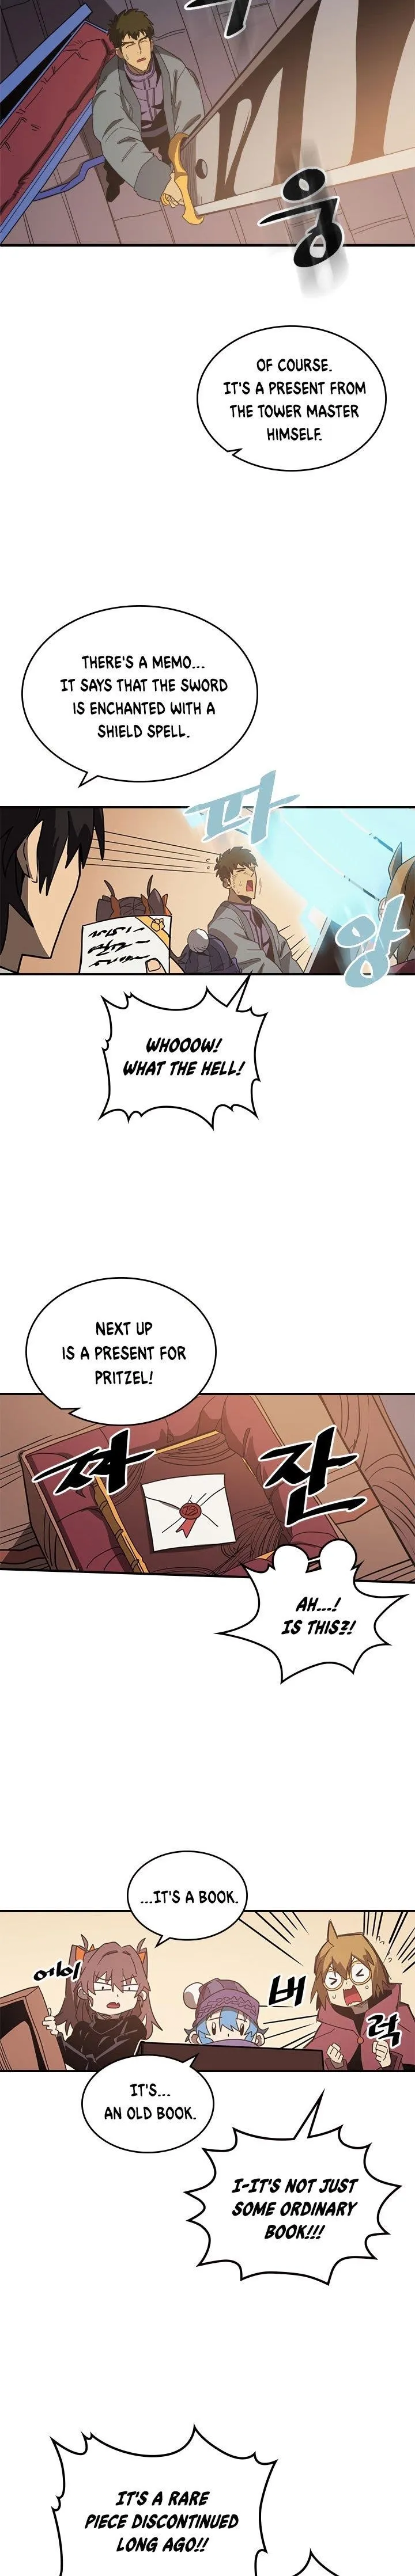 웅
OF COURSE.
IT'S A PRESENT FROM
THE TOWER MASTER
HIMSELF.
THERE'S A MEMO...
IT SAYS THAT THE SWORD
IS ENCHANTED WITH A
SHIELD SPELL.
파
앙
WHOOOW!
WHAT THE HELL!
NEXT UP
IS A PRESENT FOR
PRITZEL!
자
잔
AH...!
IS THIS?!
...IT'S A BOOK.
에이
버
럭
IT'S...
AN OLD BOOK.
I-IT'S NOT JUST
SOME ORDINARY
BOOK!!!
IT'S A RARE
PIECE DISCONTINUED
LONG AGO!!